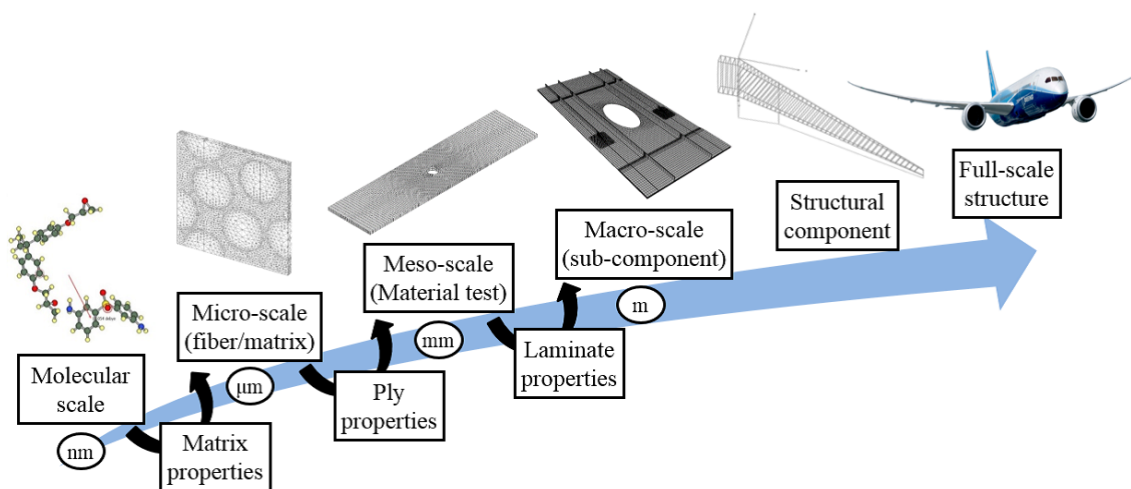 Molecular
scale
nm
Matrix
properties
Micro-scale
(fiber/matrix)
μm
Ply
properties
Meso-scale
(Material test)
mm
Laminate
properties
Macro-scale
(sub-component)
m
Structural
component
Full-scale
structure